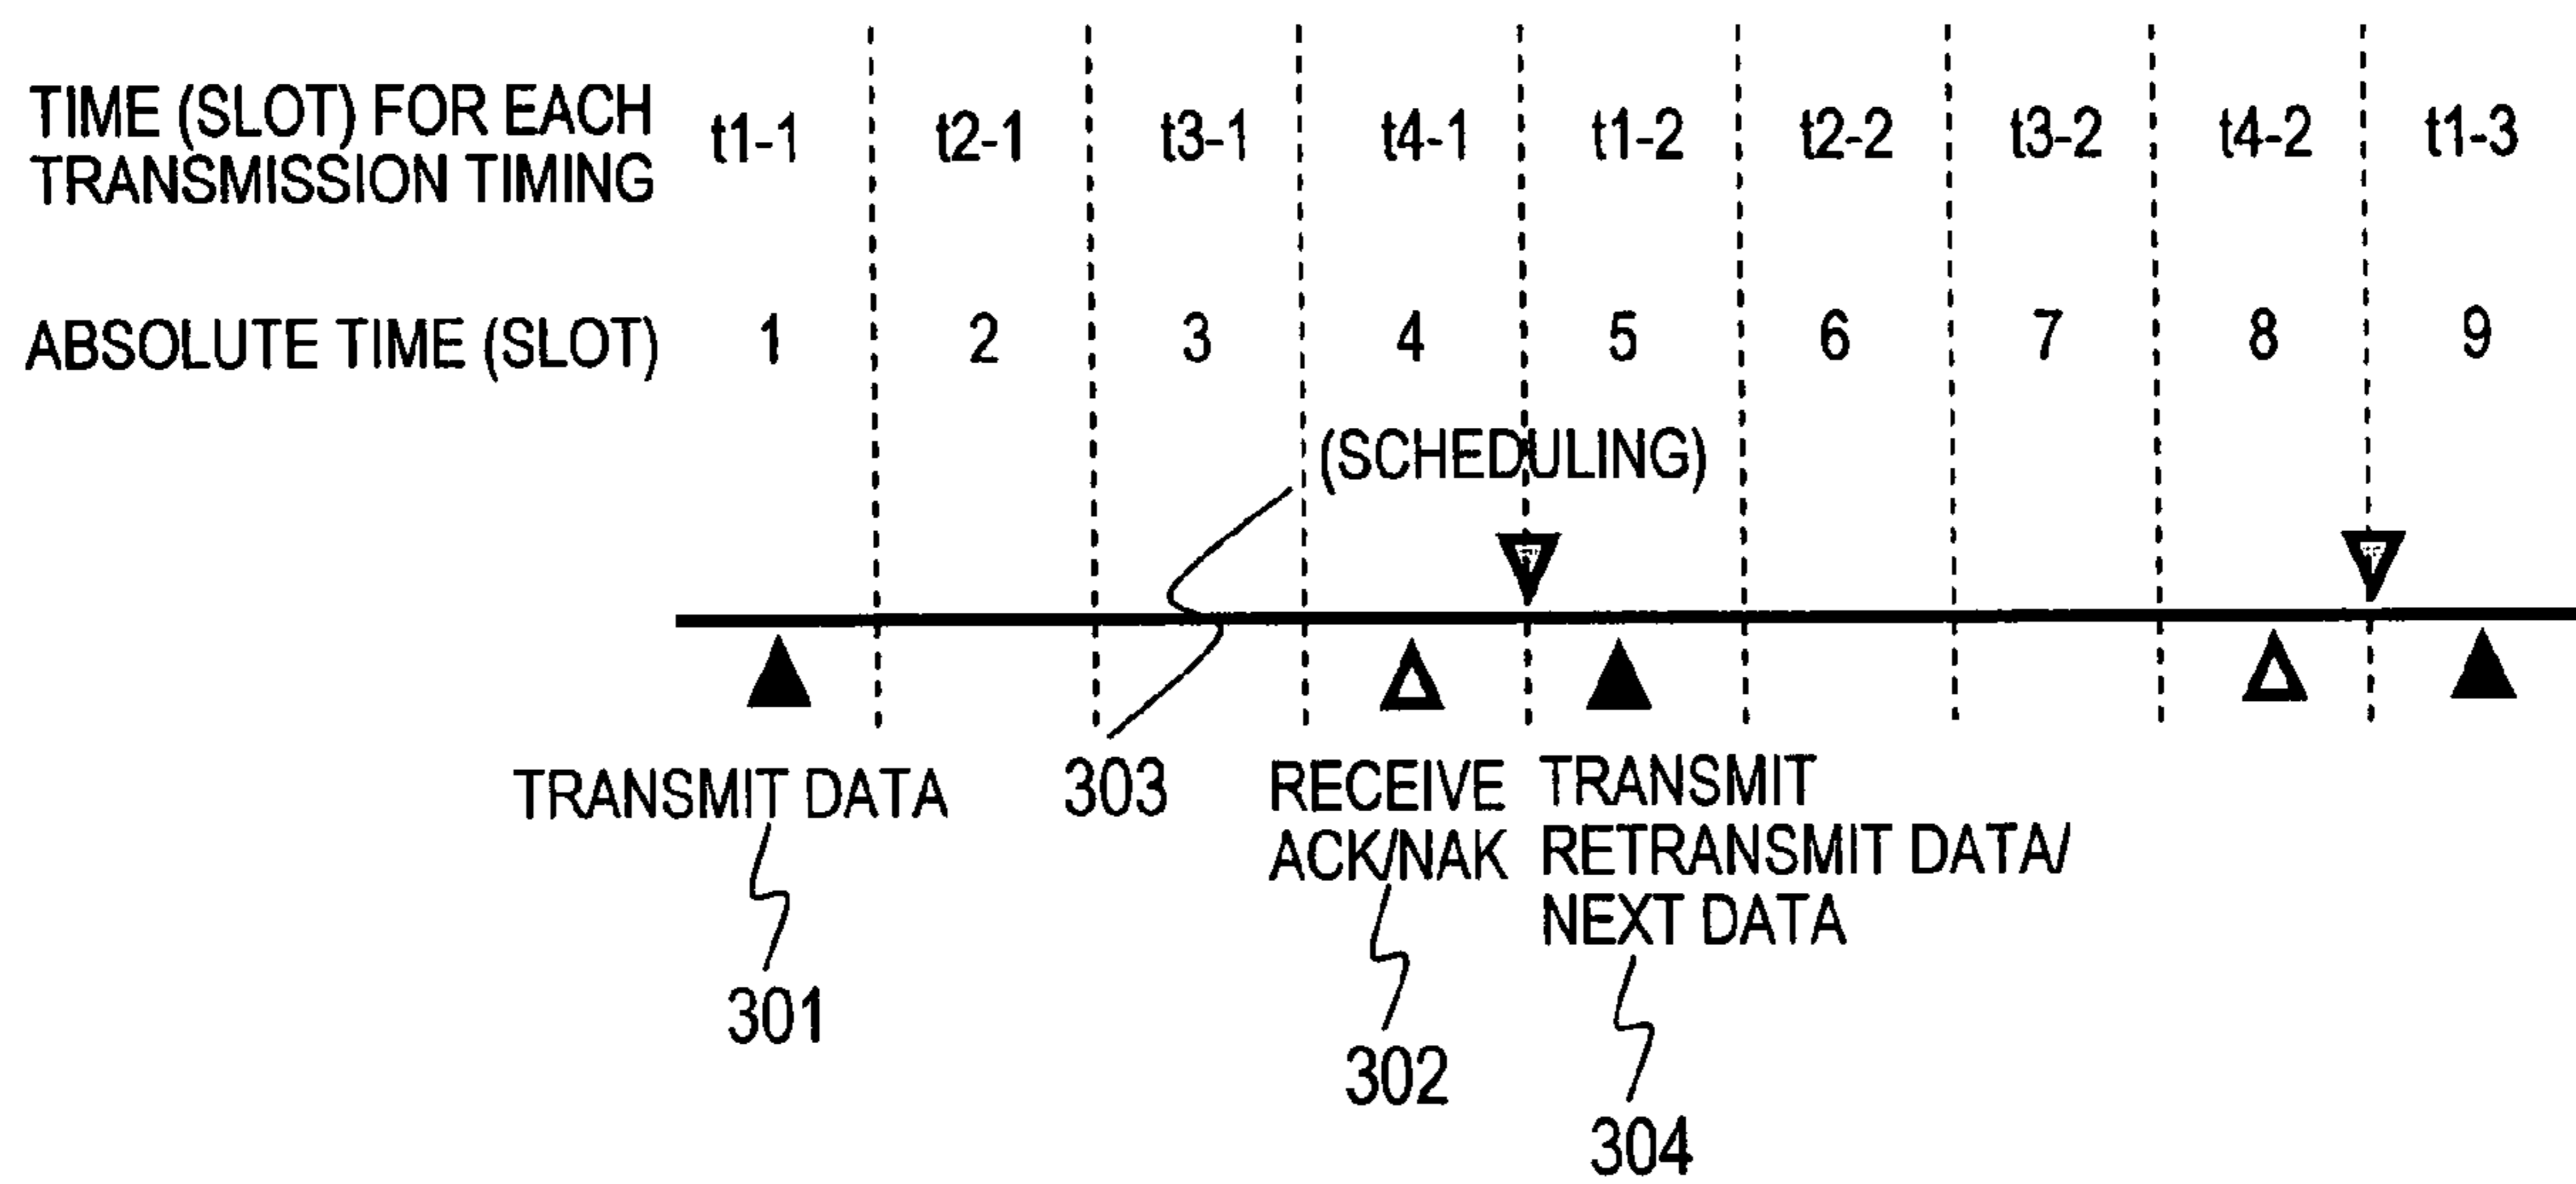 TIME (SLOT) FOR EACH
TRANSMISSION TIMING
t1-1 t2-1 t3-1 t4-1 t1-2 t2-2 t3-2 t4-2 t1-3
ABSOLUTE TIME (SLOT) 1 2 3 4 5 6 7 8 9
(SCHEDULING)
TRANSMIT DATA
301
303
RECEIVE
ACK/NAK
302
TRANSMIT
RETRANSMIT DATA/
NEXT DATA
304